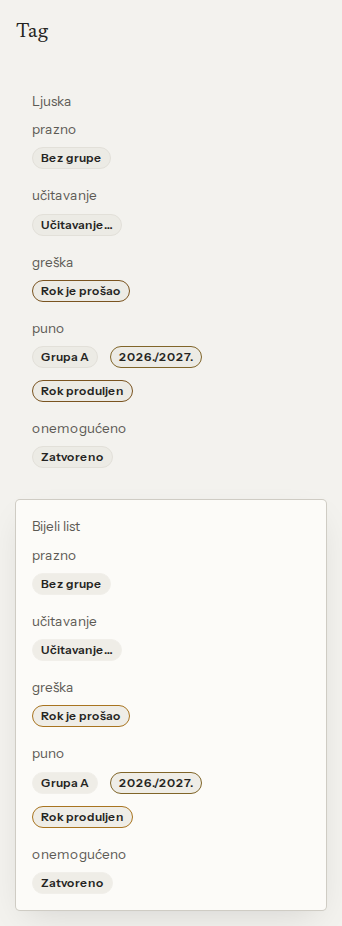 Tag
Ljuska
prazno
Bez grupe
učitavanje
Učitavanje…
greška
Rok je prošao
puno
Grupa A 2026./2027.
Rok produljen
onemogućeno
Zatvoreno
Bijeli list
prazno
Bez grupe
učitavanje
Učitavanje…
greška
Rok je prošao
puno
Grupa A 2026./2027.
Rok produljen
onemogućeno
Zatvoreno